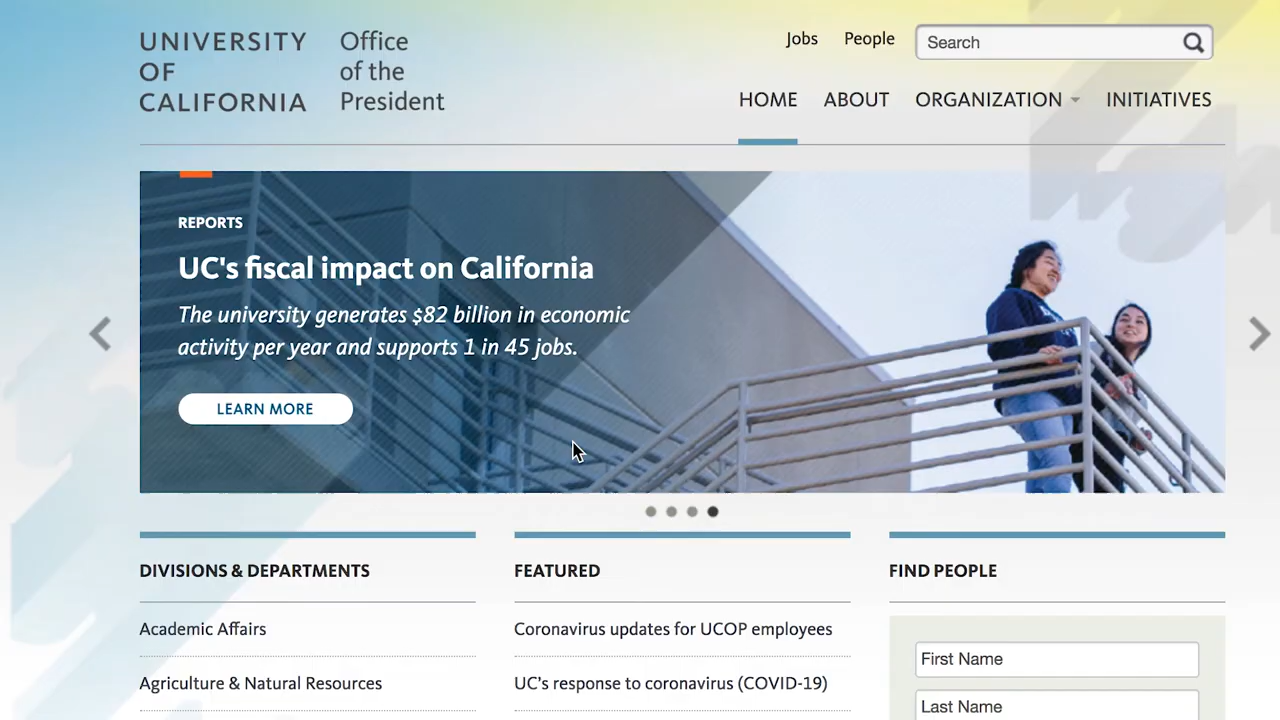 UNIVERSITY
OF
CALIFORNIA
Office
of the
President
Jobs
People
Search
HOME
ABOUT
ORGANIZATION
INITIATIVES
REPORTS
UC's fiscal impact on California
The university generates $82 billion in economic
activity per year and supports 1 in 45 jobs.
LEARN MORE
DIVISIONS & DEPARTMENTS
Academic Affairs
Agriculture & Natural Resources
FEATURED
Coronavirus updates for UCOP employees
UC's response to coronavirus (COVID-19)
FIND PEOPLE
First Name
Last Name